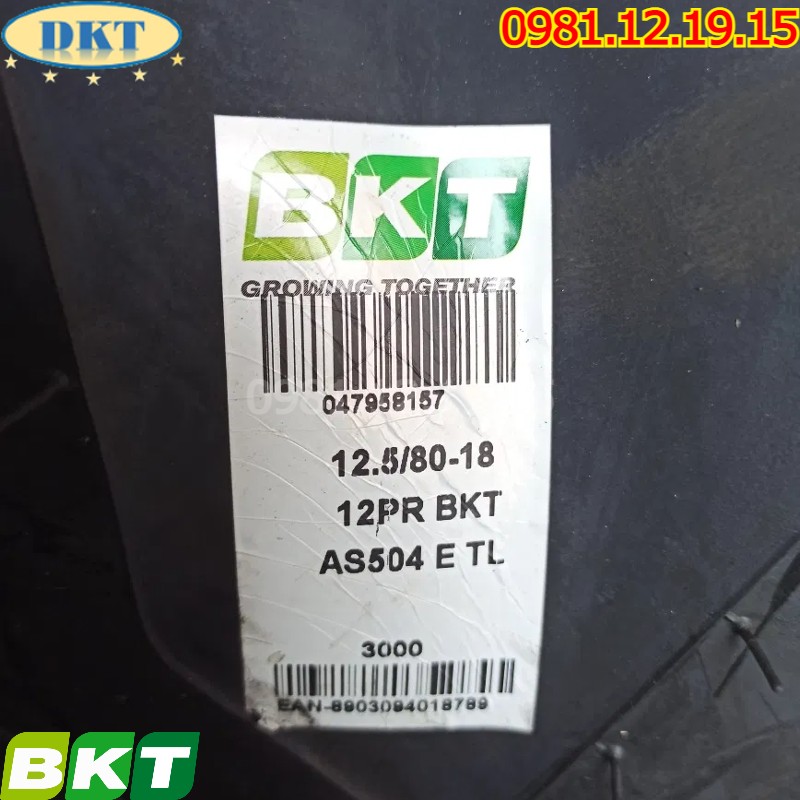 DKT
0981.12.19.15
BKT
GROWING TOGETHER
047958157
12.5/80-18
12PR BKT
AS504 E TL
3000
EAN-8903094018789
BKT